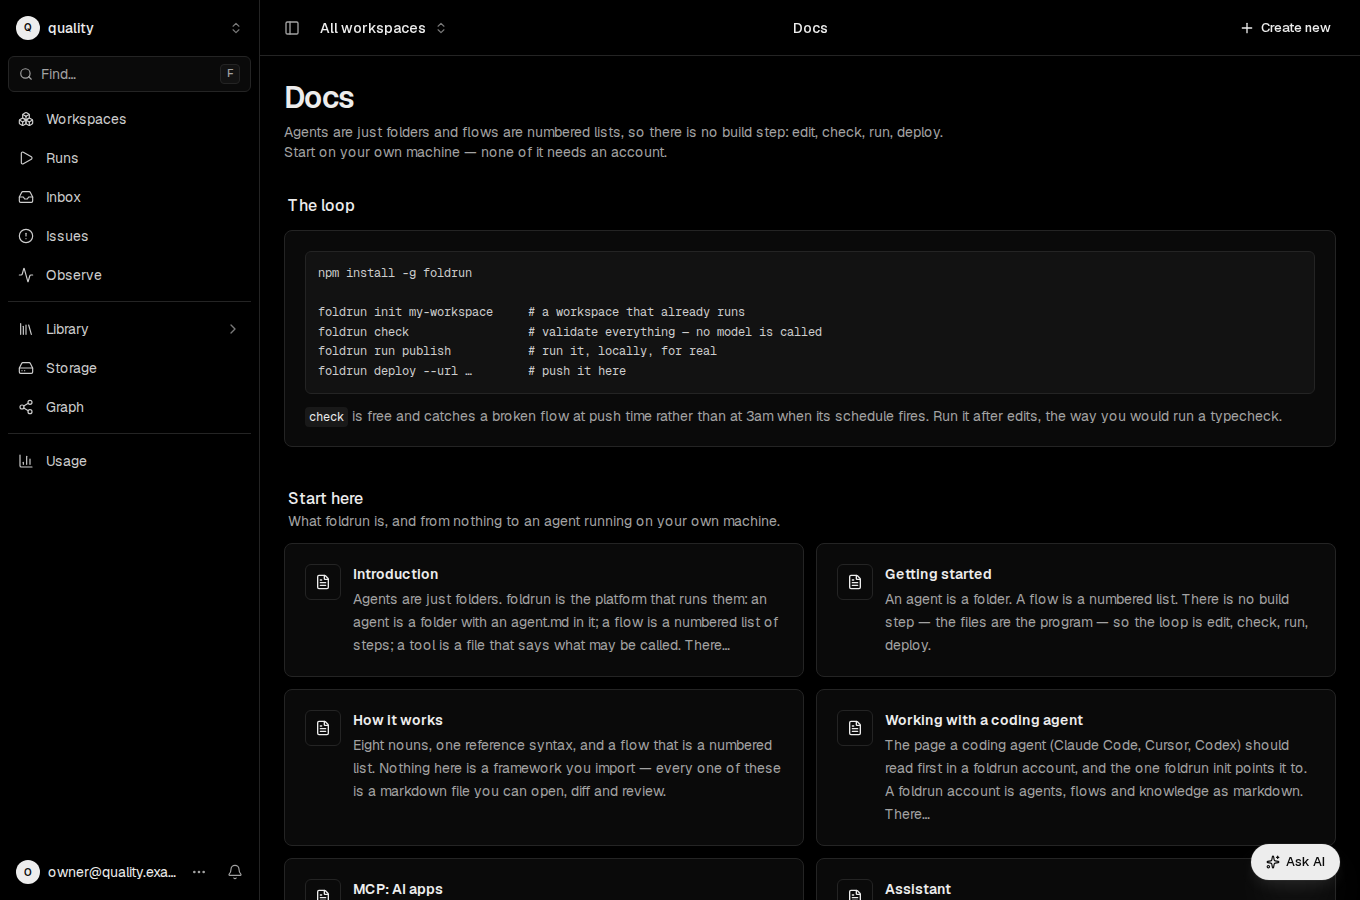 Q quality
Find…
F
Workspaces
Runs
Inbox
Issues
Observe
Library
Storage
Graph
Usage
O owner@quality.exa…
All workspaces
Docs
Create new
Docs
Agents are just folders and flows are numbered lists, so there is no build step: edit, check, run, deploy.
Start on your own machine — none of it needs an account.
The loop
npm install -g foldrun
foldrun init my-workspace # a workspace that already runs
foldrun check # validate everything — no model is called
foldrun run publish # run it, locally, for real
foldrun deploy --url … # push it here
check is free and catches a broken flow at push time rather than at 3am when its schedule fires. Run it after edits, the way you would run a typecheck.
Start here
What foldrun is, and from nothing to an agent running on your own machine.
Introduction
Agents are just folders. foldrun is the platform that runs them: an
agent is a folder with an agent.md in it; a flow is a numbered list of
steps; a tool is a file that says what may be called. There…
Getting started
An agent is a folder. A flow is a numbered list. There is no build
step — the files are the program — so the loop is edit, check, run,
deploy.
How it works
Eight nouns, one reference syntax, and a flow that is a numbered
list. Nothing here is a framework you import — every one of these
is a markdown file you can open, diff and review.
Working with a coding agent
The page a coding agent (Claude Code, Cursor, Codex) should
read first in a foldrun account, and the one foldrun init points it to.
A foldrun account is agents, flows and knowledge as markdown.
There…
MCP: AI apps
Assistant
Ask AI